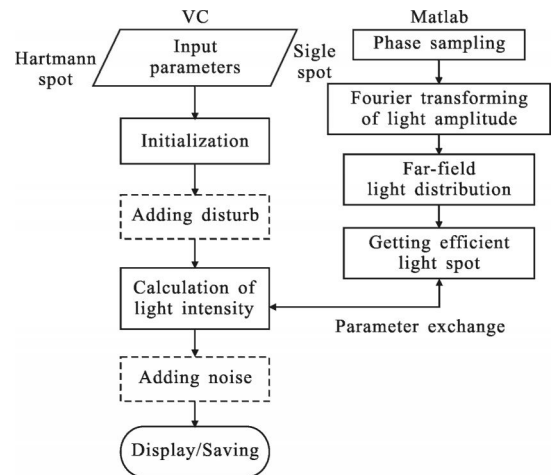 VC
Hartmann
spot
Input
parameters
Sigle
spot
Initialization
Adding disturb
Calculation of
light intensity
Adding noise
Display/Saving
Matlab
Phase sampling
Fourier transforming
of light amplitude
Far-field
light distribution
Getting efficient
light spot
Parameter exchange